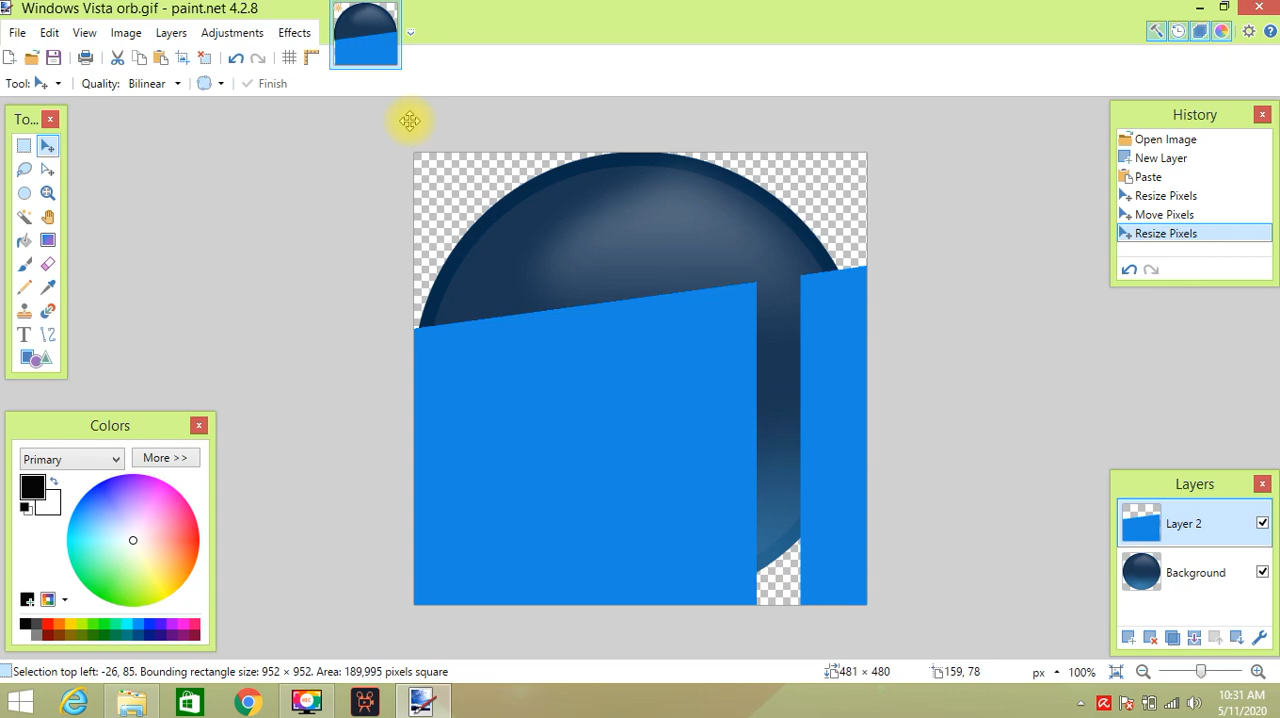 Windows Vista orb.gif - paint.net 4.2.8
File Edit View Image Layers Adjustments Effects
Tool: Quality: Bilinear Finish
To...
History
Open Image
New Layer
Paste
Resize Pixels
Move Pixels
Resize Pixels
Colors
Primary More >>
Layers
Layer 2
Background
Selection top left: -26, 85. Bounding rectangle size: 952 × 952. Area: 189,995 pixels square
481 × 480 159, 78 px 100%
REC
10:31 AM
5/11/2020